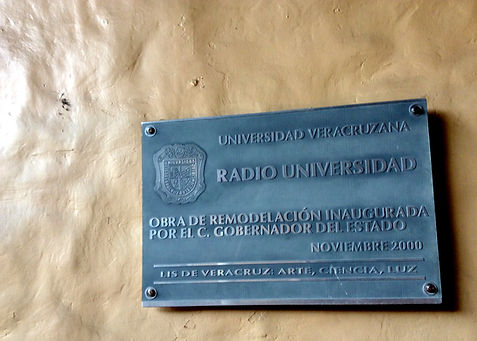 UNIVERSIDAD VERACRUZANA
RADIO UNIVERSIDAD
OBRA DE REMODELACIÓN INAUGURADA
POR EL C. GOBERNADOR DEL ESTADO
NOVIEMBRE 2000
LIS DE VERACRUZ: ARTE, CIENCIA, LUZ